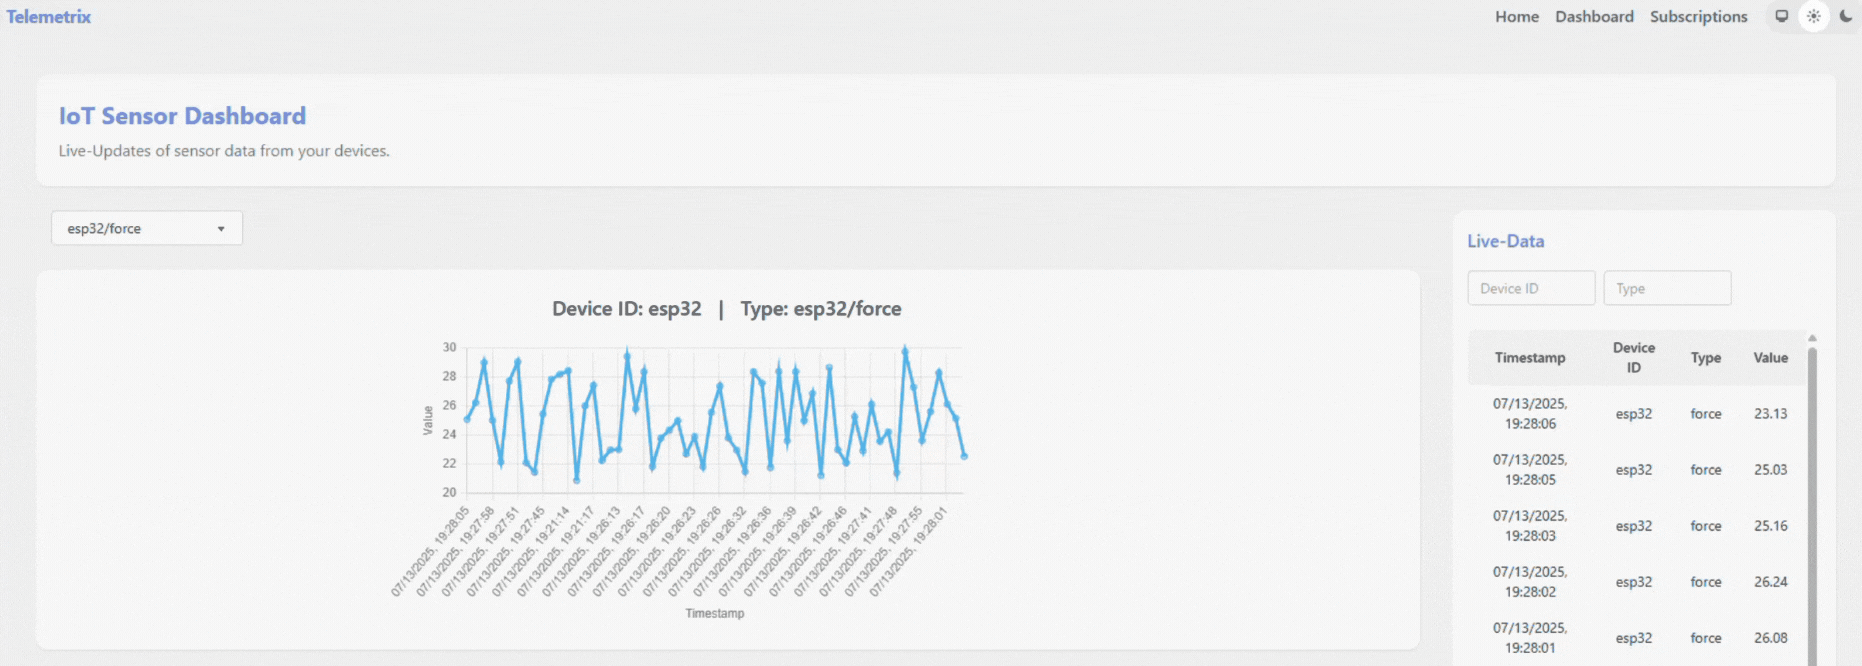 Telemetrix
Home Dashboard Subscriptions
IoT Sensor Dashboard
Live-Updates of sensor data from your devices.
esp32/force
Device ID: esp32 | Type: esp32/force
30
28
26
24
22
20
Value
07/13/2025, 19:28:05
07/13/2025, 19:27:58
07/13/2025, 19:27:51
07/13/2025, 19:27:45
07/13/2025, 19:21:14
07/13/2025, 19:21:17
07/13/2025, 19:26:13
07/13/2025, 19:26:17
07/13/2025, 19:26:20
07/13/2025, 19:26:23
07/13/2025, 19:26:26
07/13/2025, 19:26:32
07/13/2025, 19:26:36
07/13/2025, 19:26:39
07/13/2025, 19:26:42
07/13/2025, 19:26:46
07/13/2025, 19:27:41
07/13/2025, 19:27:48
07/13/2025, 19:27:55
07/13/2025, 19:28:01
Timestamp
Live-Data
Device ID Type
Timestamp Device ID Type Value
07/13/2025,
19:28:06 esp32 force 23.13
07/13/2025,
19:28:05 esp32 force 25.03
07/13/2025,
19:28:03 esp32 force 25.16
07/13/2025,
19:28:02 esp32 force 26.24
07/13/2025,
19:28:01 esp32 force 26.08